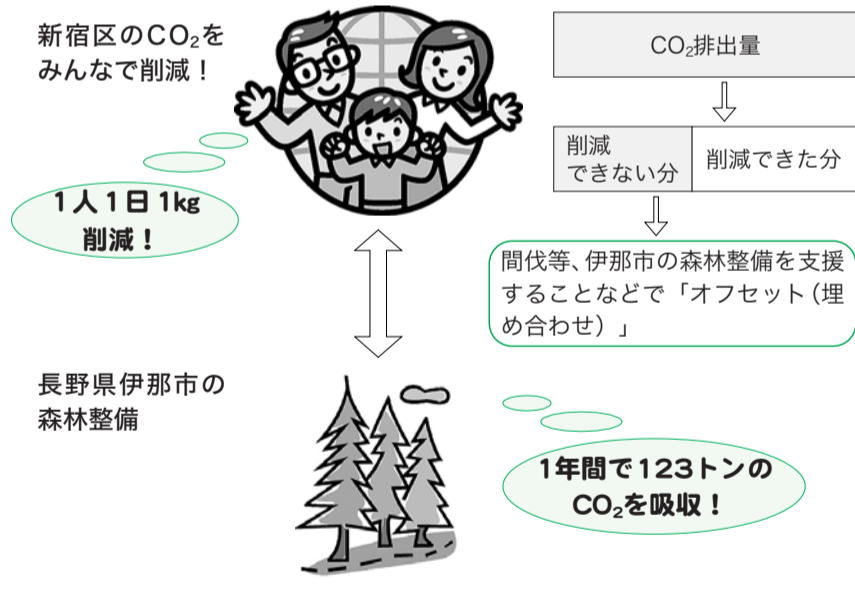 新宿区のCO₂を
みんなで削減！
1人1日1kg
削減！
CO₂排出量
削減
できない分
削減できた分
間伐等、伊那市の森林整備を支援
することなどで「オフセット（埋
め合わせ）」
長野県伊那市の
森林整備
1年間で123トンの
CO₂を吸収！